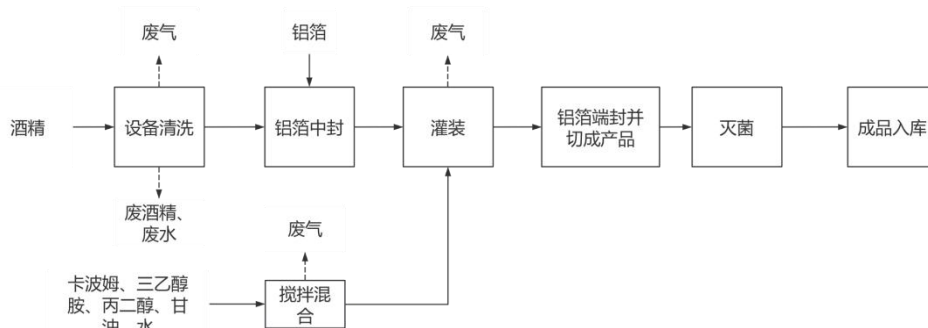 废气
铝箔
废气
酒精
设备清洗
铝箔中封
灌装
铝箔端封并
切成产品
灭菌
成品入库
废酒精、
废水
废气
卡波姆、三乙醇
胺、丙二醇、甘
油、水
搅拌混
合